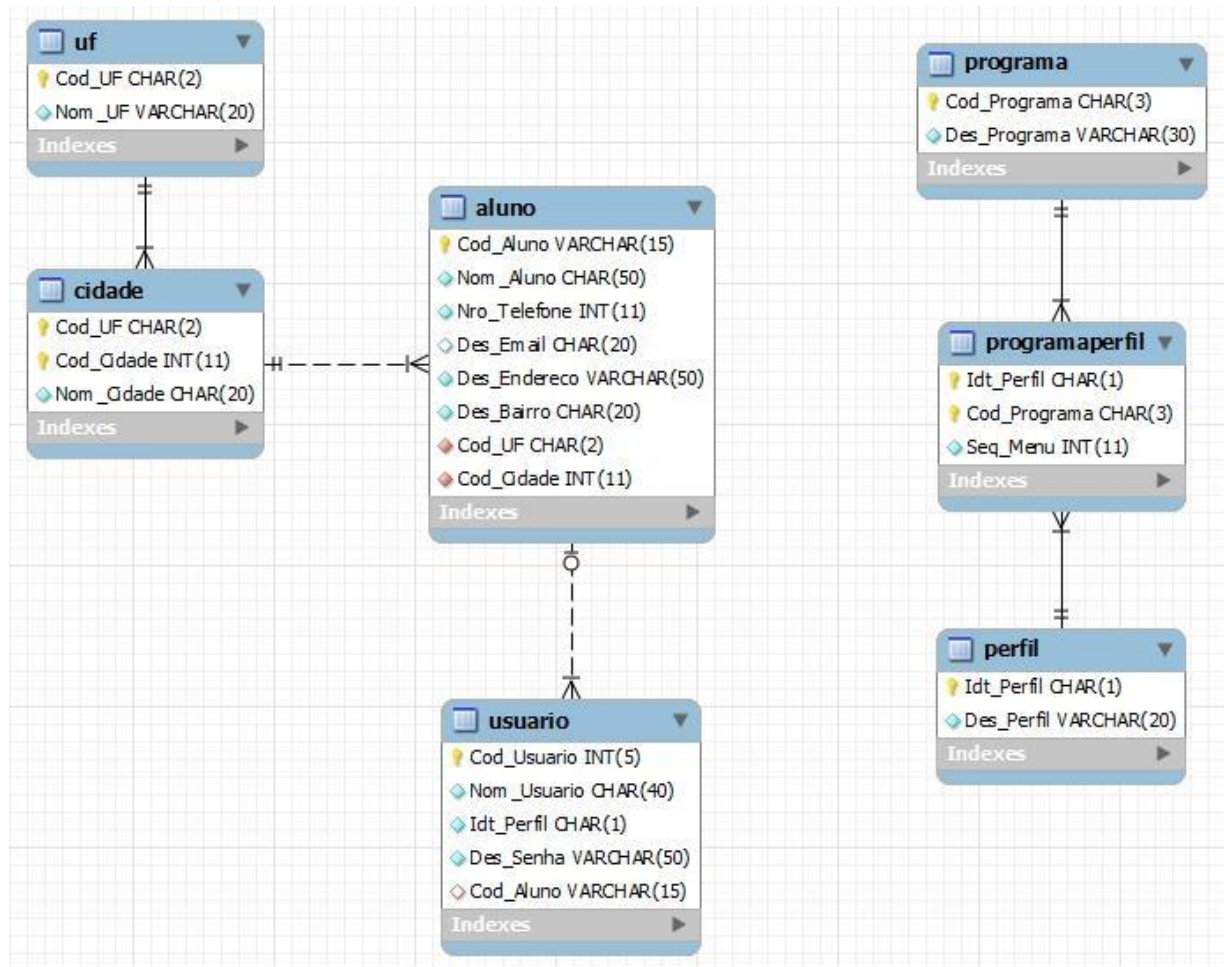 uf
Cod_UF CHAR(2)
Nom_UF VARCHAR(20)
Indexes
cidade
Cod_UF CHAR(2)
Cod_Cidade INT(11)
Nom_Cidade CHAR(20)
Indexes
aluno
Cod_Aluno VARCHAR(15)
Nom_Aluno CHAR(50)
Nro_Telefone INT(11)
Des_Email CHAR(20)
Des_Endereco VARCHAR(50)
Des_Bairro CHAR(20)
Cod_UF CHAR(2)
Cod_Cidade INT(11)
Indexes
usuario
Cod_Usuario INT(5)
Nom_Usuario CHAR(40)
Idt_Perfil CHAR(1)
Des_Senha VARCHAR(50)
Cod_Aluno VARCHAR(15)
Indexes
programa
Cod_Programa CHAR(3)
Des_Programa VARCHAR(30)
Indexes
programaperfil
Idt_Perfil CHAR(1)
Cod_Programa CHAR(3)
Seq_Menu INT(11)
Indexes
perfil
Idt_Perfil CHAR(1)
Des_Perfil VARCHAR(20)
Indexes